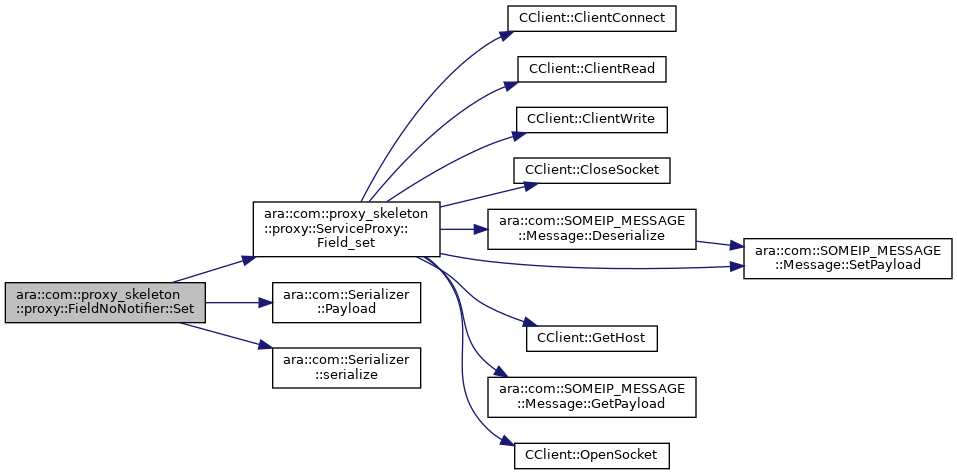 CClient::ClientConnect
CClient::ClientRead
CClient::ClientWrite
CClient::CloseSocket
ara::com::proxy_skeleton
::proxy::ServiceProxy::
Field_set
ara::com::SOMEIP_MESSAGE
::Message::Deserialize
ara::com::SOMEIP_MESSAGE
::Message::SetPayload
ara::com::proxy_skeleton
::proxy::FieldNoNotifier::Set
ara::com::Serializer
::Payload
CClient::GetHost
ara::com::Serializer
::serialize
ara::com::SOMEIP_MESSAGE
::Message::GetPayload
CClient::OpenSocket